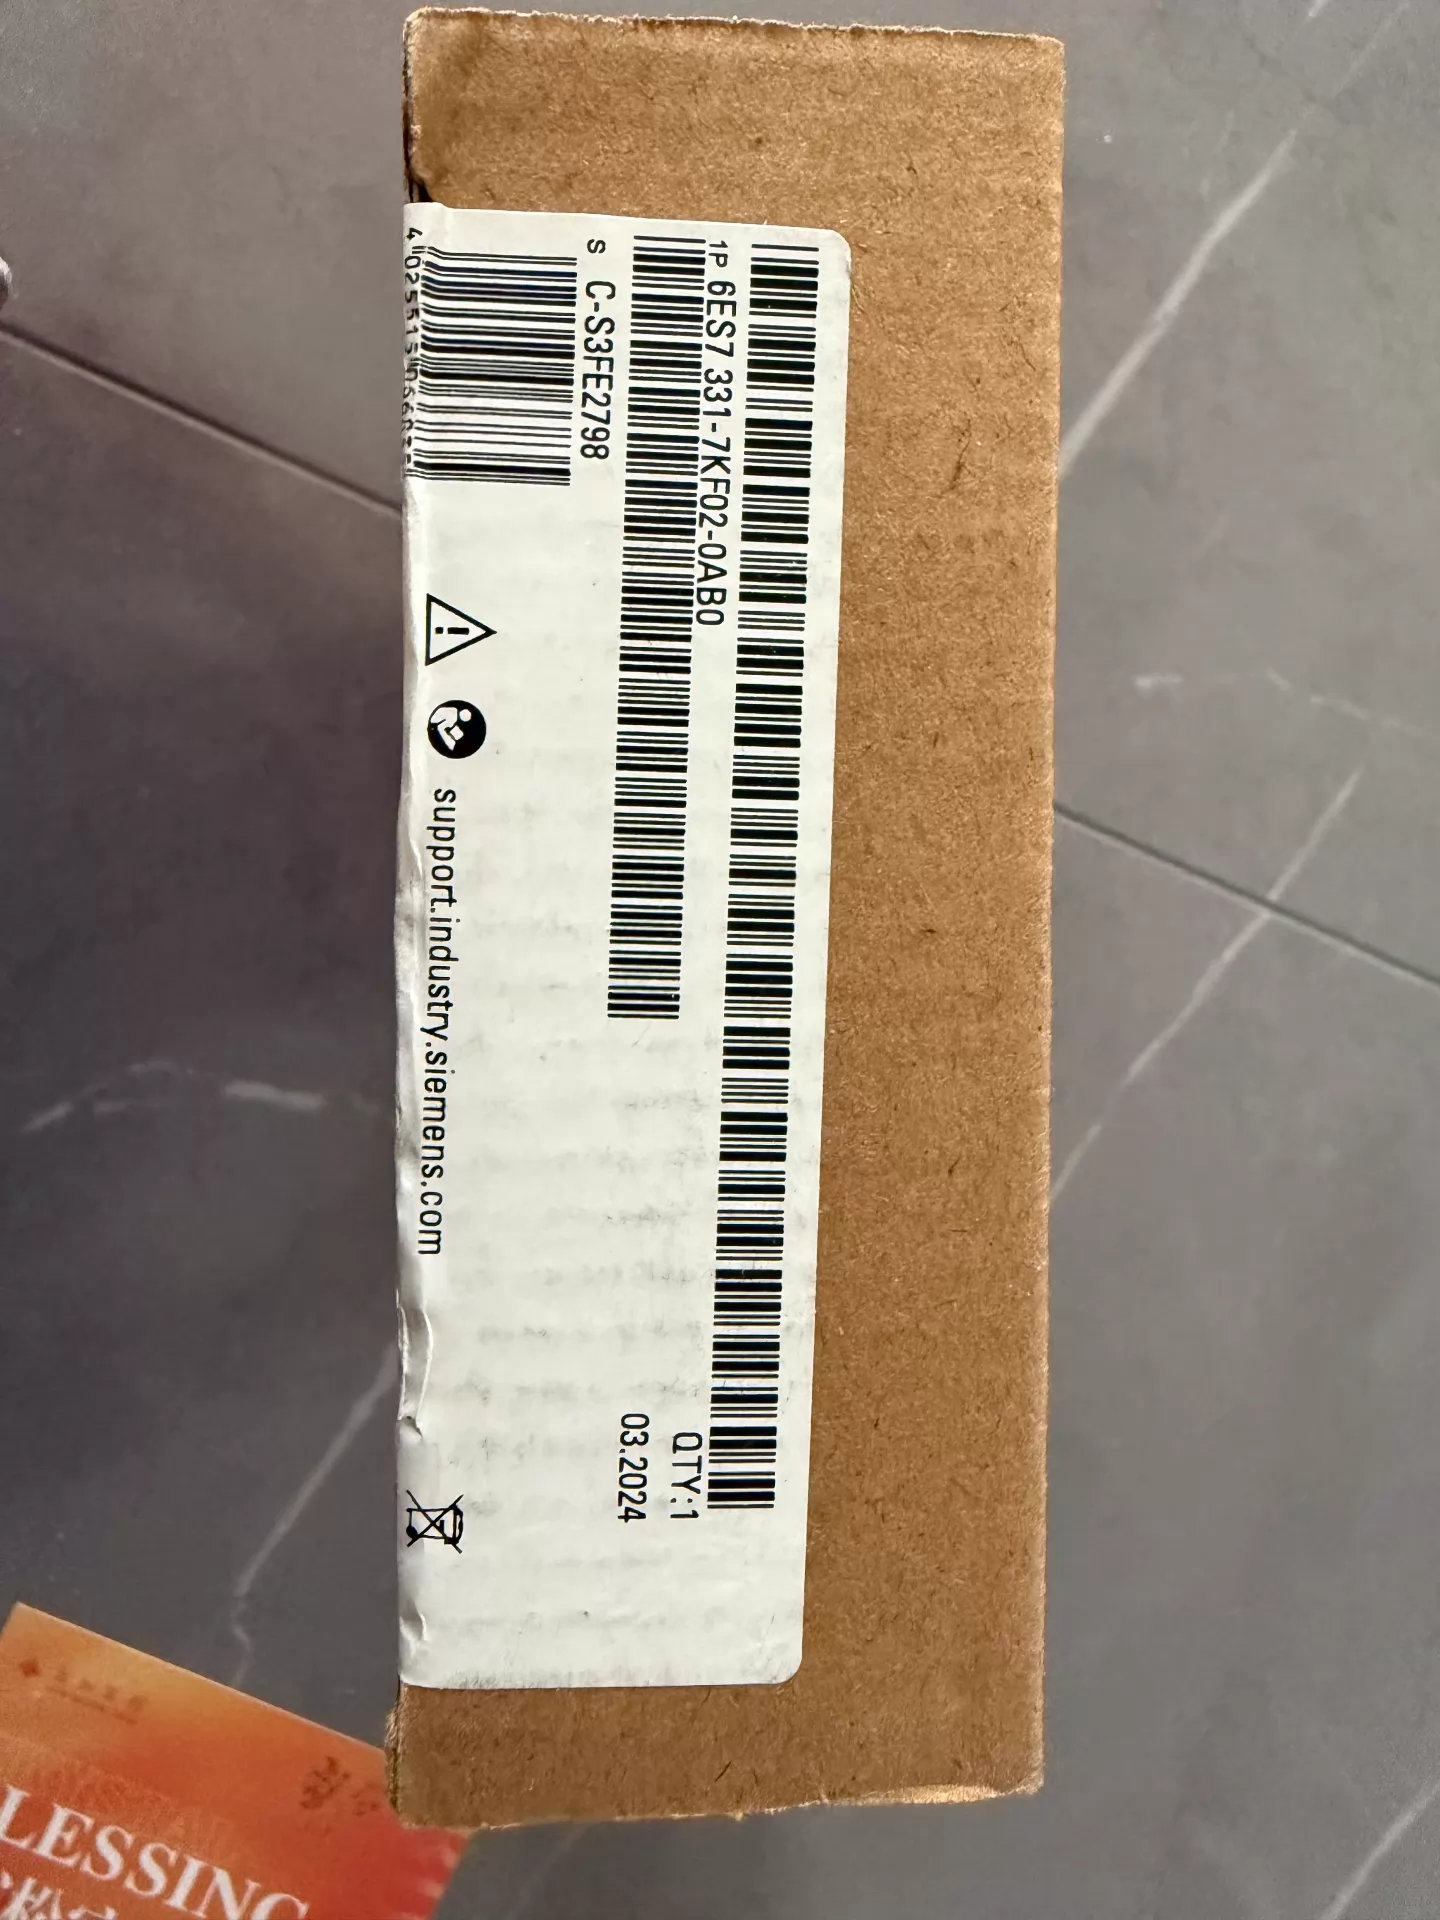 1P 6ES7 331-7KF02-0AB0
QTY:1
S C-S3FE2798
03.2024
support.industry.siemens.com
LESSING